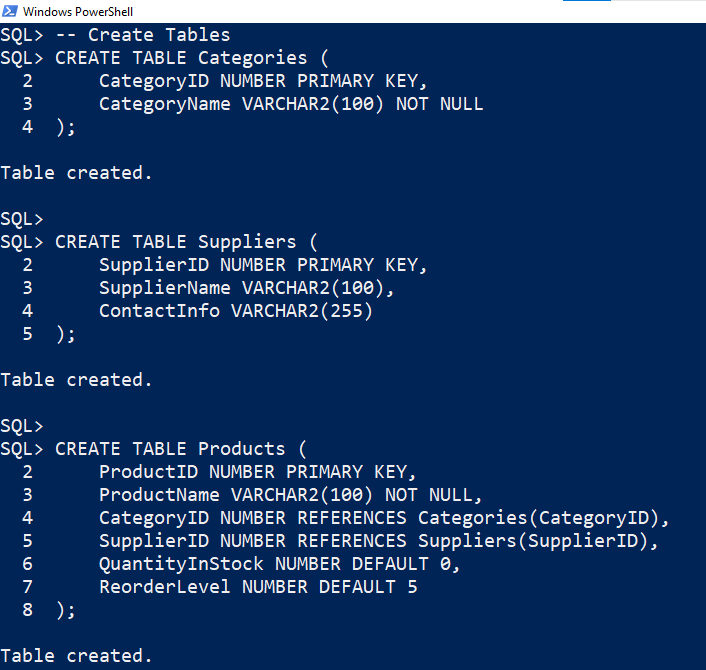 Windows PowerShell
SQL> -- Create Tables
SQL> CREATE TABLE Categories (
  2      CategoryID NUMBER PRIMARY KEY,
  3      CategoryName VARCHAR2(100) NOT NULL
  4  );
Table created.
SQL>
SQL> CREATE TABLE Suppliers (
  2      SupplierID NUMBER PRIMARY KEY,
  3      SupplierName VARCHAR2(100),
  4      ContactInfo VARCHAR2(255)
  5  );
Table created.
SQL>
SQL> CREATE TABLE Products (
  2      ProductID NUMBER PRIMARY KEY,
  3      ProductName VARCHAR2(100) NOT NULL,
  4      CategoryID NUMBER REFERENCES Categories(CategoryID),
  5      SupplierID NUMBER REFERENCES Suppliers(SupplierID),
  6      QuantityInStock NUMBER DEFAULT 0,
  7      ReorderLevel NUMBER DEFAULT 5
  8  );
Table created.